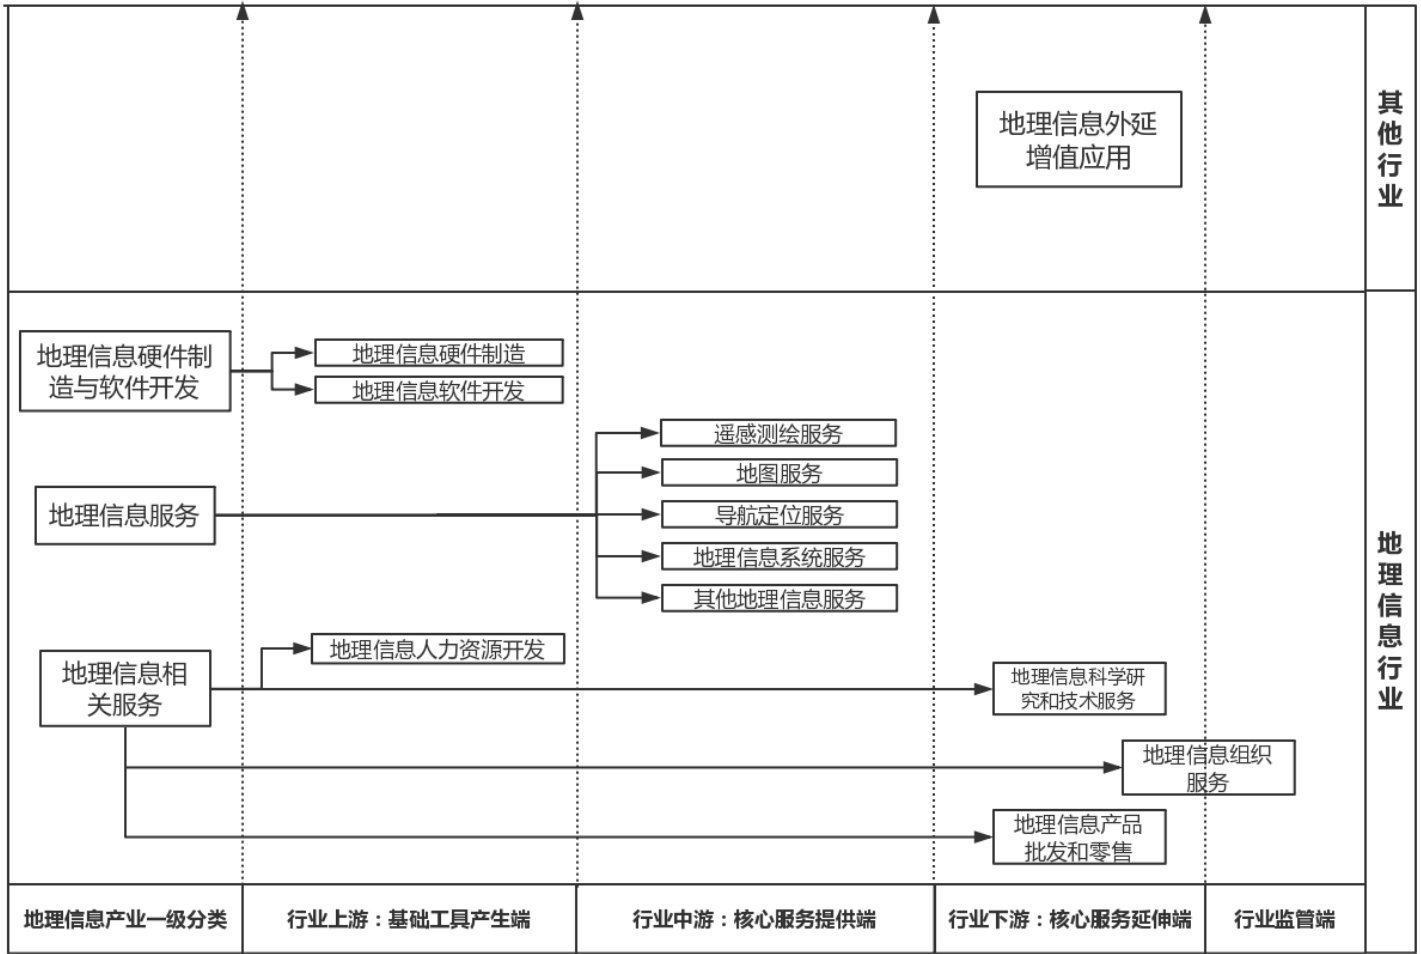 地理信息外延
增值应用
其他行业
地理信息硬件制
造与软件开发
地理信息硬件制造
地理信息软件开发
遥感测绘服务
地图服务
地理信息服务
导航定位服务
地理信息系统服务
其他地理信息服务
地理信息行业
地理信息相
关服务
地理信息人力资源开发
地理信息科学研
究和技术服务
地理信息组织
服务
地理信息产品
批发和零售
地理信息产业一级分类
行业上游：基础工具产生端
行业中游：核心服务提供端
行业下游：核心服务延伸端
行业监管端